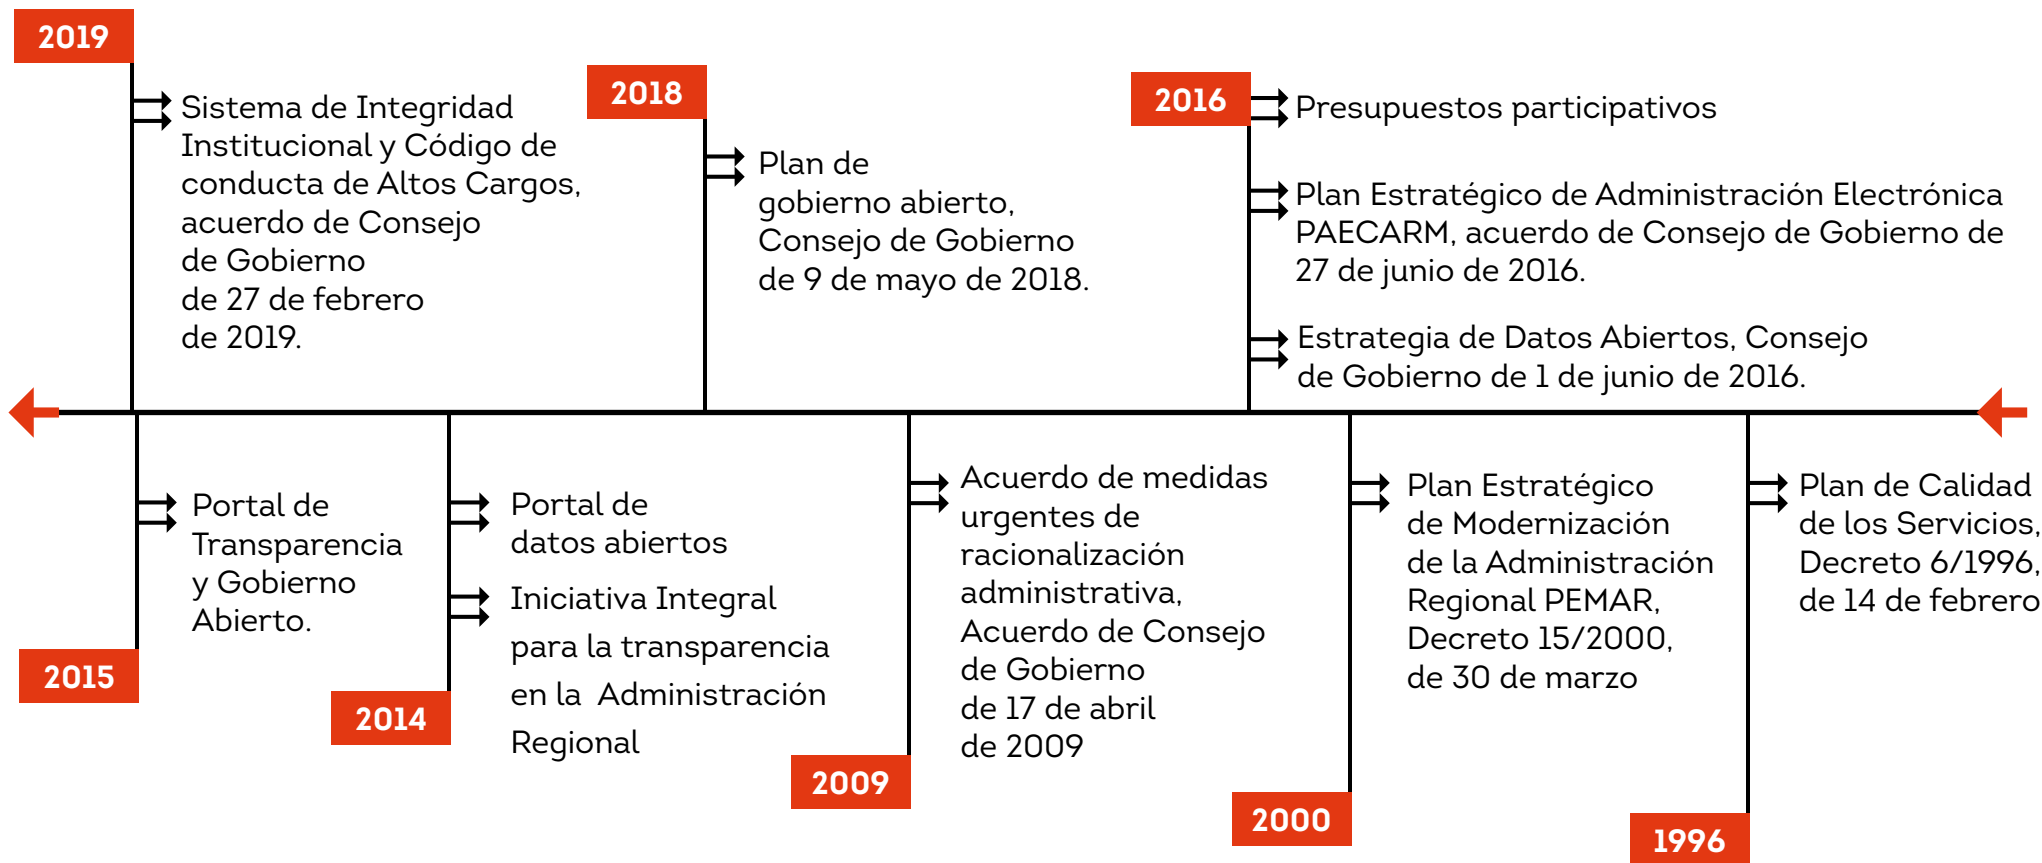 2019
Sistema de Integridad
Institucional y Código de
conducta de Altos Cargos,
acuerdo de Consejo
de Gobierno
de 27 de febrero
de 2019.
2018
Plan de
gobierno abierto,
Consejo de Gobierno
de 9 de mayo de 2018.
2016
Presupuestos participativos
Plan Estratégico de Administración Electrónica
PAECARM, acuerdo de Consejo de Gobierno de
27 de junio de 2016.
Estrategia de Datos Abiertos, Consejo
de Gobierno de 1 de junio de 2016.
Portal de
Transparencia
y Gobierno
Abierto.
2015
Portal de
datos abiertos
Iniciativa Integral
para la transparencia
en la  Administración
Regional
2014
Acuerdo de medidas
urgentes de
racionalización
administrativa,
Acuerdo de Consejo
de Gobierno
de 17 de abril
de 2009
2009
Plan Estratégico
de Modernización
de la Administración
Regional PEMAR,
Decreto 15/2000,
de 30 de marzo
2000
Plan de Calidad
de los Servicios,
Decreto 6/1996,
de 14 de febrero
1996